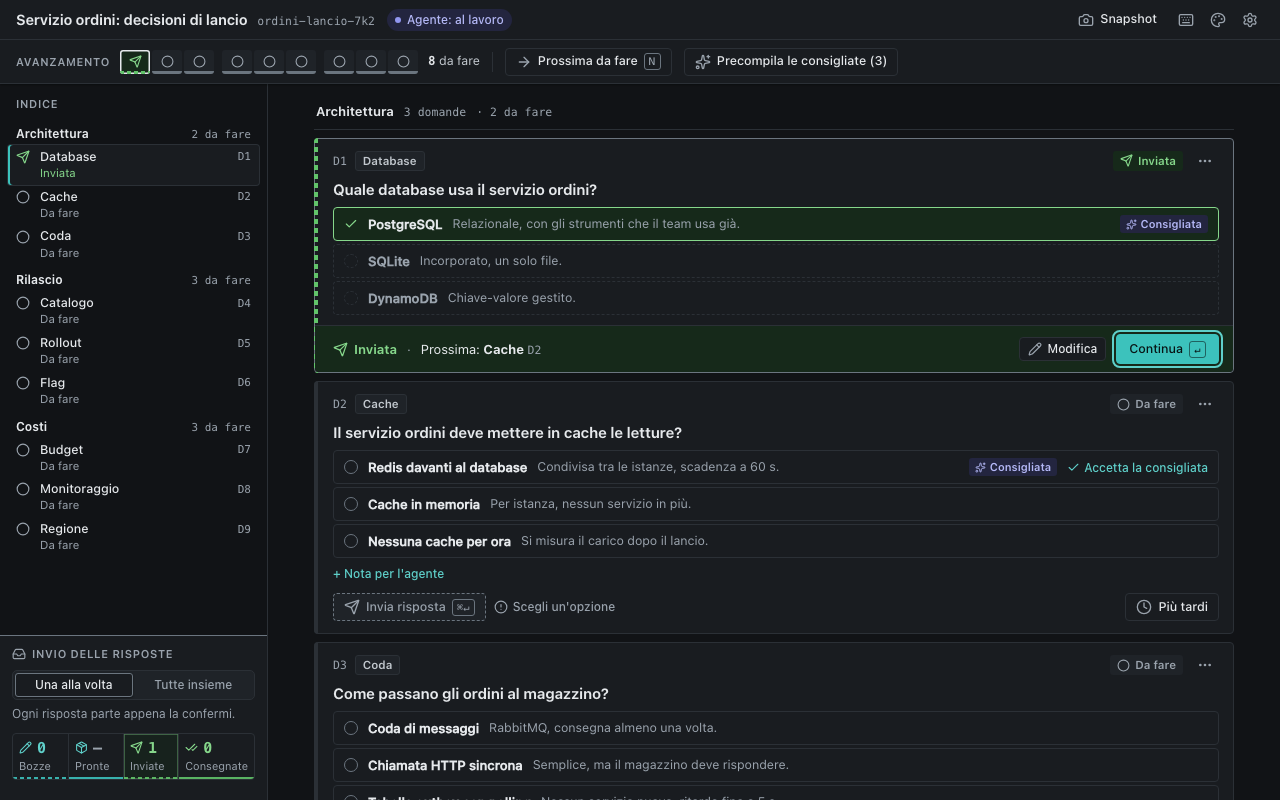 Servizio ordini: decisioni di lancio ordini-lancio-7k2 Agente: al lavoro Snapshot
AVANZAMENTO 8 da fare Prossima da fare N Precompila le consigliate (3)
INDICE
Architettura 2 da fare
Database D1
Inviata
Cache D2
Da fare
Coda D3
Da fare
Rilascio 3 da fare
Catalogo D4
Da fare
Rollout D5
Da fare
Flag D6
Da fare
Costi 3 da fare
Budget D7
Da fare
Monitoraggio D8
Da fare
Regione D9
Da fare
INVIO DELLE RISPOSTE
Una alla volta Tutte insieme
Ogni risposta parte appena la confermi.
0 – 1 0
Bozze Pronte Inviate Consegnate
Architettura 3 domande · 2 da fare
D1 Database Inviata
Quale database usa il servizio ordini?
PostgreSQL Relazionale, con gli strumenti che il team usa già. Consigliata
SQLite Incorporato, un solo file.
DynamoDB Chiave-valore gestito.
Inviata · Prossima: Cache D2 Modifica Continua ↵
D2 Cache Da fare
Il servizio ordini deve mettere in cache le letture?
Redis davanti al database Condivisa tra le istanze, scadenza a 60 s. Consigliata Accetta la consigliata
Cache in memoria Per istanza, nessun servizio in più.
Nessuna cache per ora Si misura il carico dopo il lancio.
+ Nota per l'agente
Invia risposta ⌘↵ Scegli un'opzione Più tardi
D3 Coda Da fare
Come passano gli ordini al magazzino?
Coda di messaggi RabbitMQ, consegna almeno una volta.
Chiamata HTTP sincrona Semplice, ma il magazzino deve rispondere.